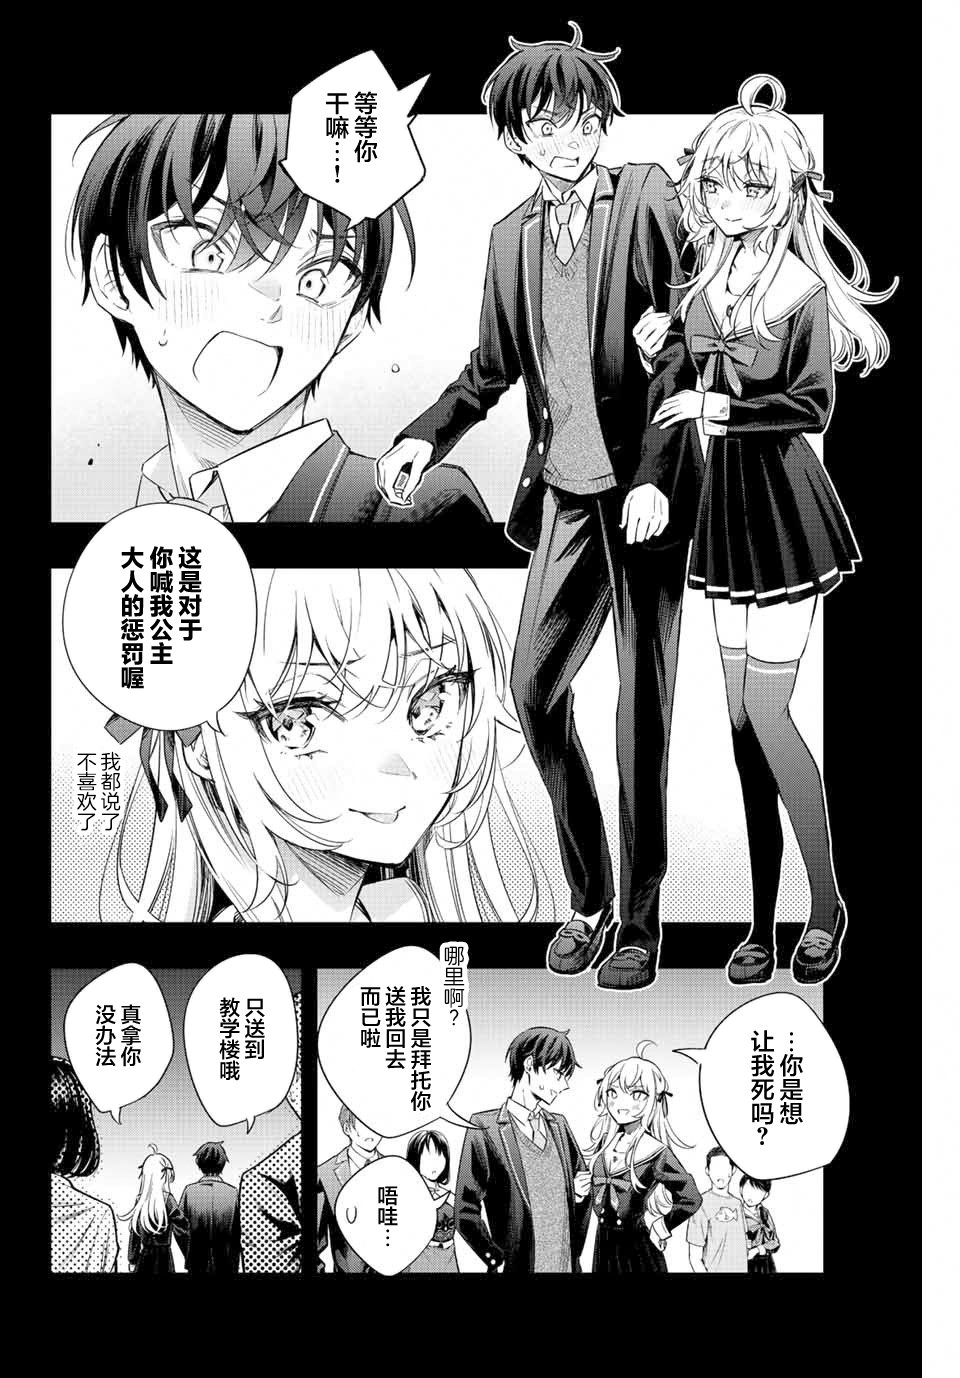 等等你
干嘛…！
这是对于
你喊我公主
大人的惩罚喔
我都说了
不喜欢了
…你是想
让我死吗？
哪里啊？
我只是拜托你
送我回去
而已啦
唔哇…
只送到
教学楼哦
真拿你
没办法